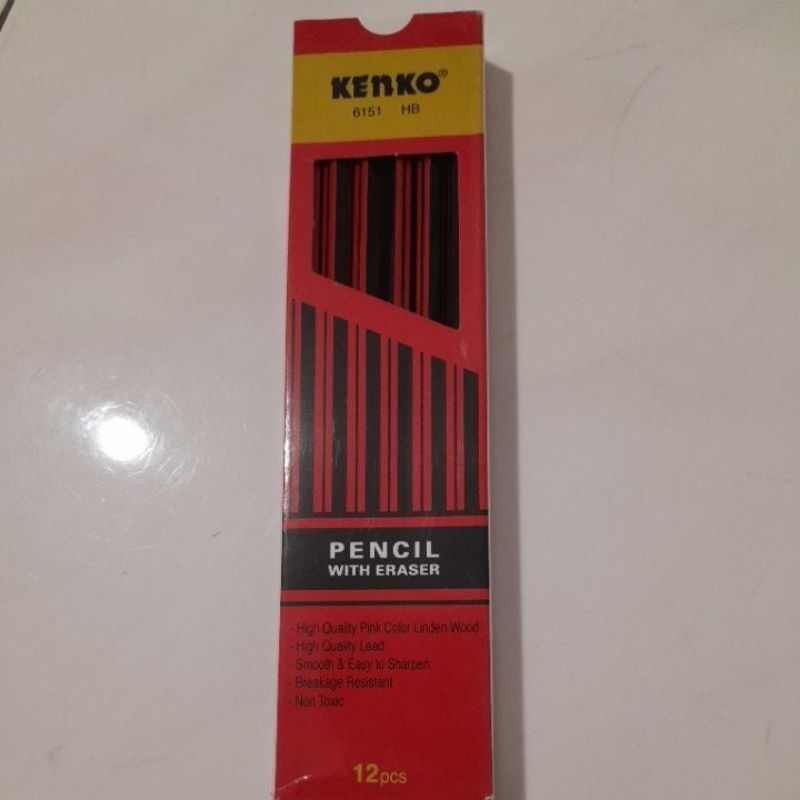 KENKO®
6151 HB
PENCIL
WITH ERASER
- High Quality Pink Color Linden Wood
- High Quality Lead
- Smooth & Easy to Sharpen
- Breakage Resistant
- Non Toxic
12pcs